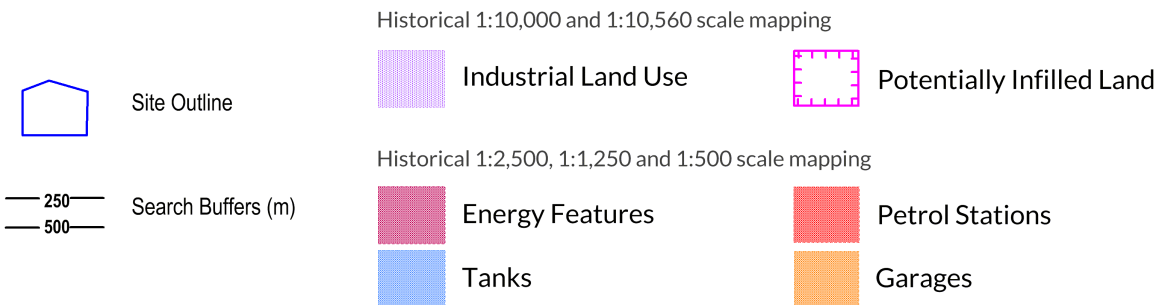 Historical 1:10,000 and 1:10,560 scale mapping
Industrial Land Use
Potentially Infilled Land
Site Outline
Historical 1:2,500, 1:1,250 and 1:500 scale mapping
250
500
Search Buffers (m)
Energy Features
Petrol Stations
Tanks
Garages